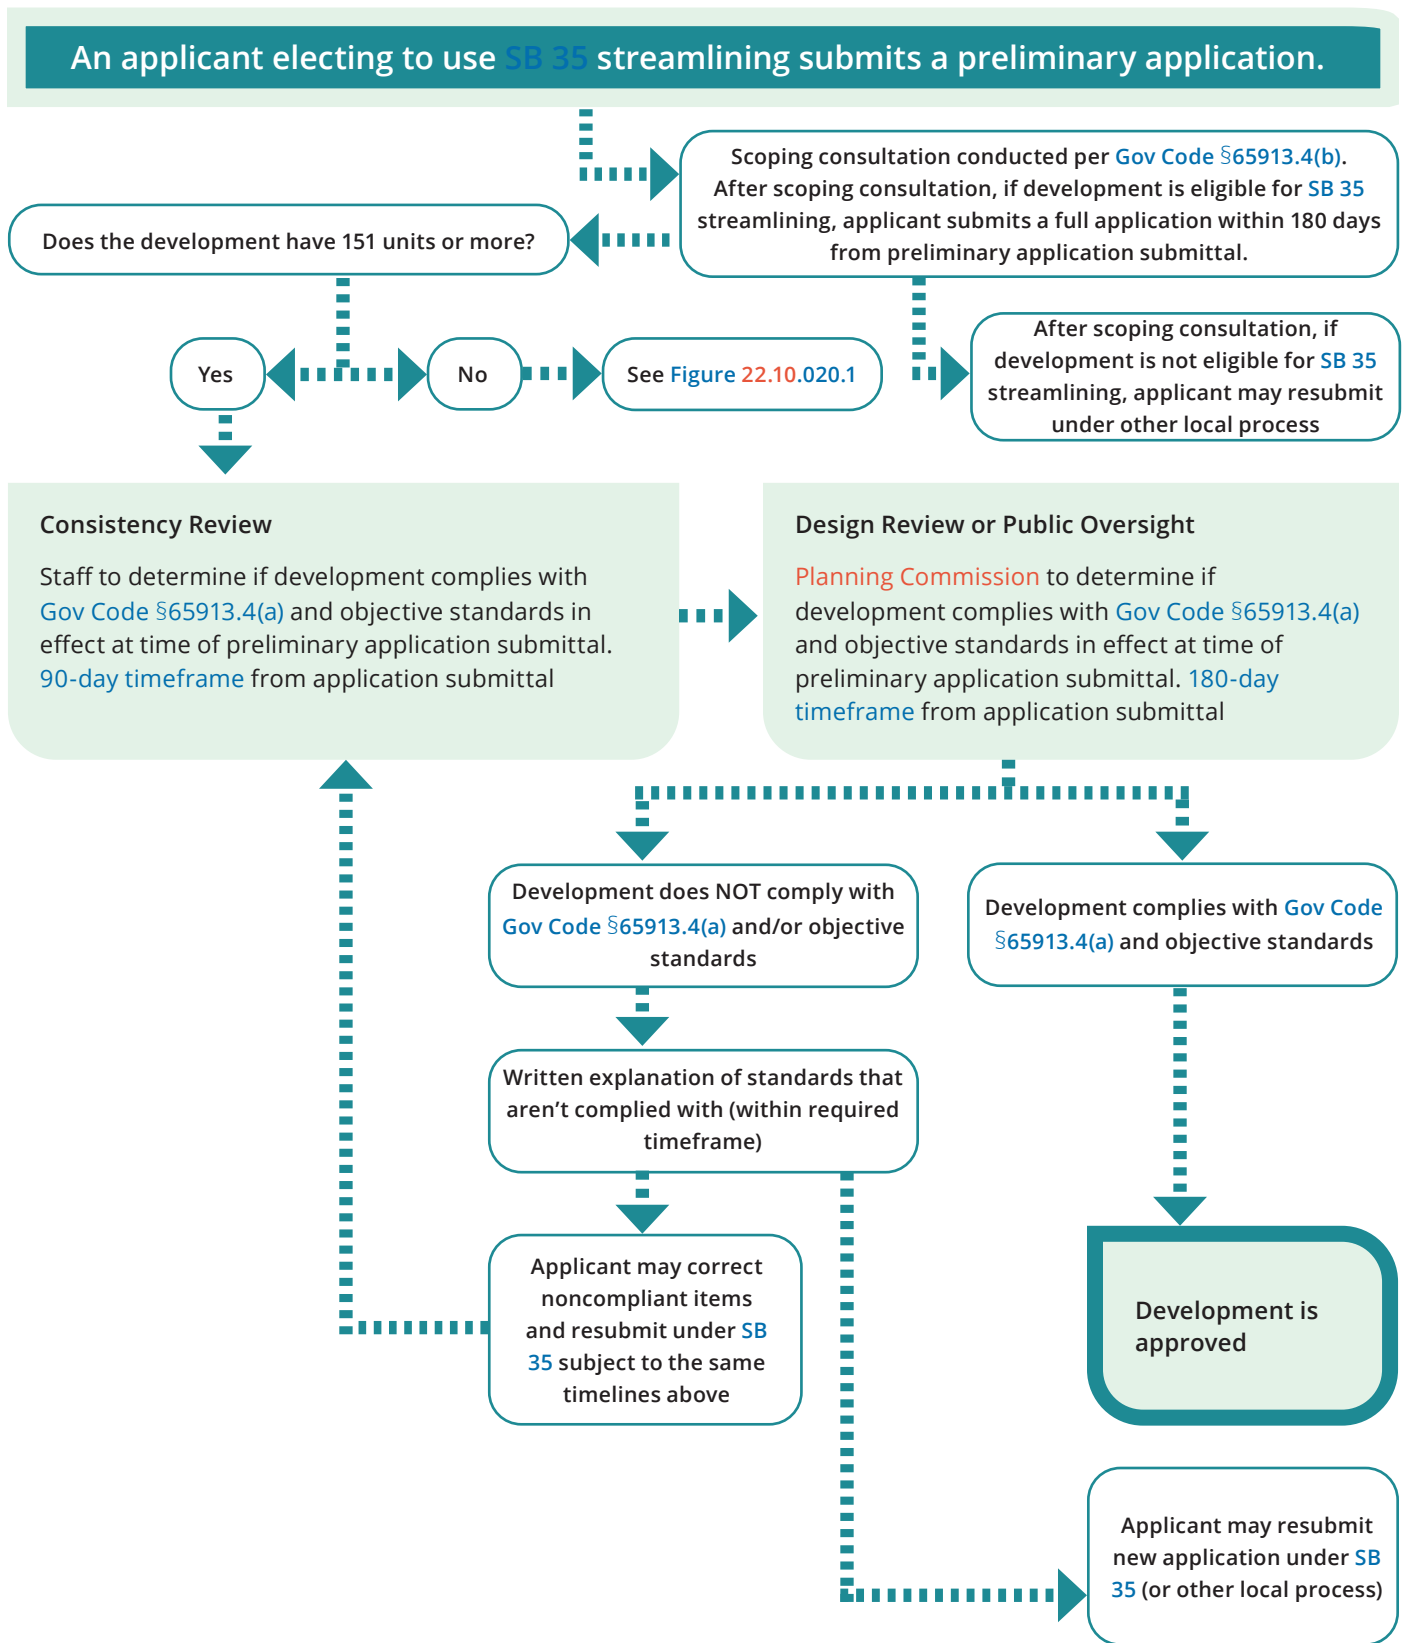 An applicant electing to use SB 35 streamlining submits a preliminary application.
Scoping consultation conducted per Gov Code §65913.4(b).
After scoping consultation, if development is eligible for SB 35
streamlining, applicant submits a full application within 180 days
from preliminary application submittal.
Does the development have 151 units or more?
After scoping consultation, if
development is not eligible for SB 35
streamlining, applicant may resubmit
under other local process
Yes
No
See Figure 22.10.020.1
Consistency Review
Staff to determine if development complies with
Gov Code §65913.4(a) and objective standards in
effect at time of preliminary application submittal.
90-day timeframe from application submittal
Design Review or Public Oversight
Planning Commission to determine if
development complies with Gov Code §65913.4(a)
and objective standards in effect at time of
preliminary application submittal. 180-day
timeframe from application submittal
Development does NOT comply with
Gov Code §65913.4(a) and/or objective
standards
Development complies with Gov Code
§65913.4(a) and objective standards
Written explanation of standards that
aren’t complied with (within required
timeframe)
Applicant may correct
noncompliant items
and resubmit under SB
35 subject to the same
timelines above
Development is
approved
Applicant may resubmit
new application under SB
35 (or other local process)